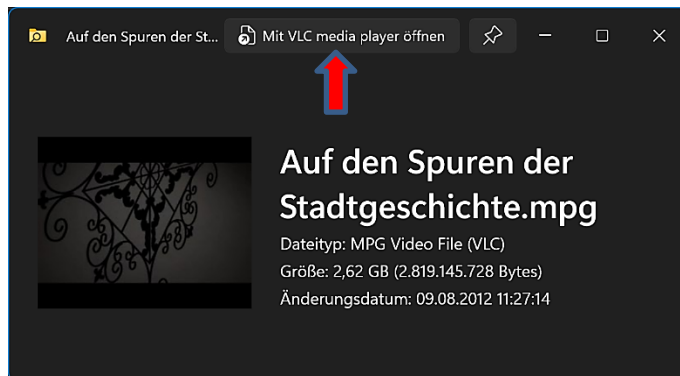 Auf den Spuren der St...
Mit VLC media player öffnen
Auf den Spuren der
Stadtgeschichte.mpg
Dateityp: MPG Video File (VLC)
Größe: 2,62 GB (2.819.145.728 Bytes)
Änderungsdatum: 09.08.2012 11:27:14